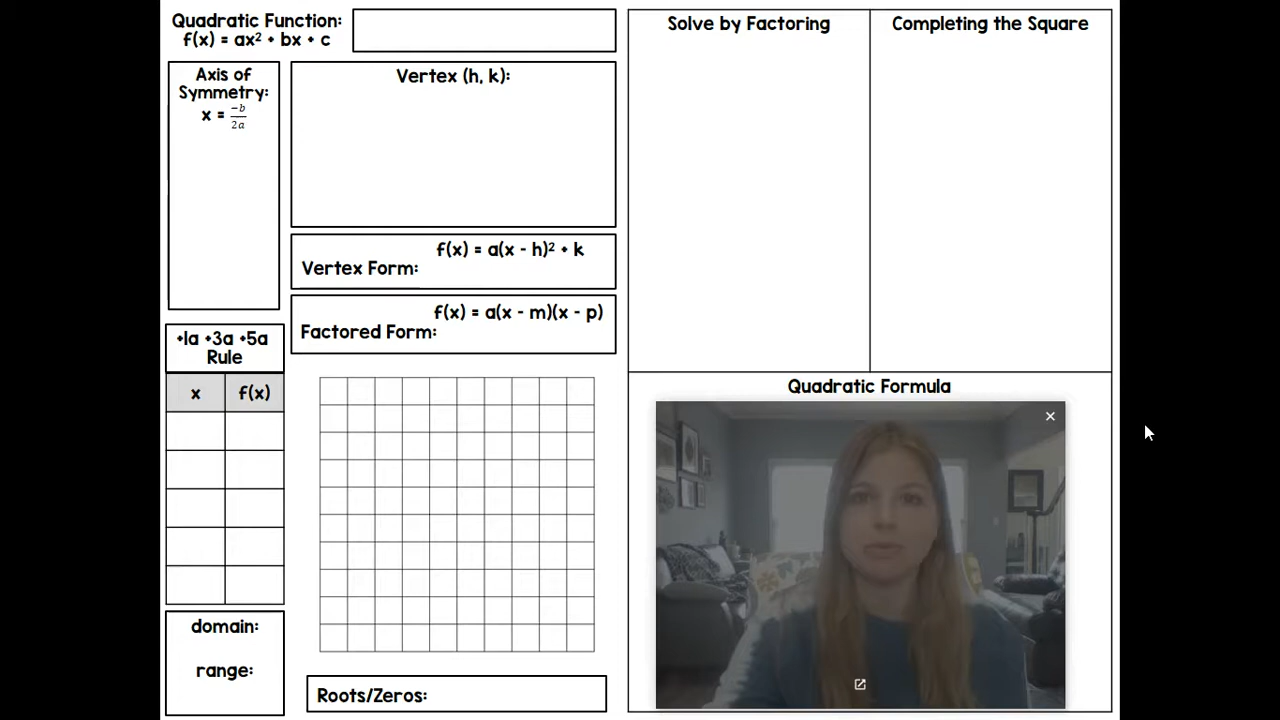 Quadratic Function:
f(x) = ax² + bx + c
Axis of
Symmetry:
x = -b/2a
Vertex (h, k):
f(x) = a(x - h)² + k
Vertex Form:
f(x) = a(x - m)(x - p)
Factored Form:
+1a +3a +5a
Rule
x f(x)
domain:
range:
Roots/Zeros:
Solve by Factoring
Completing the Square
Quadratic Formula